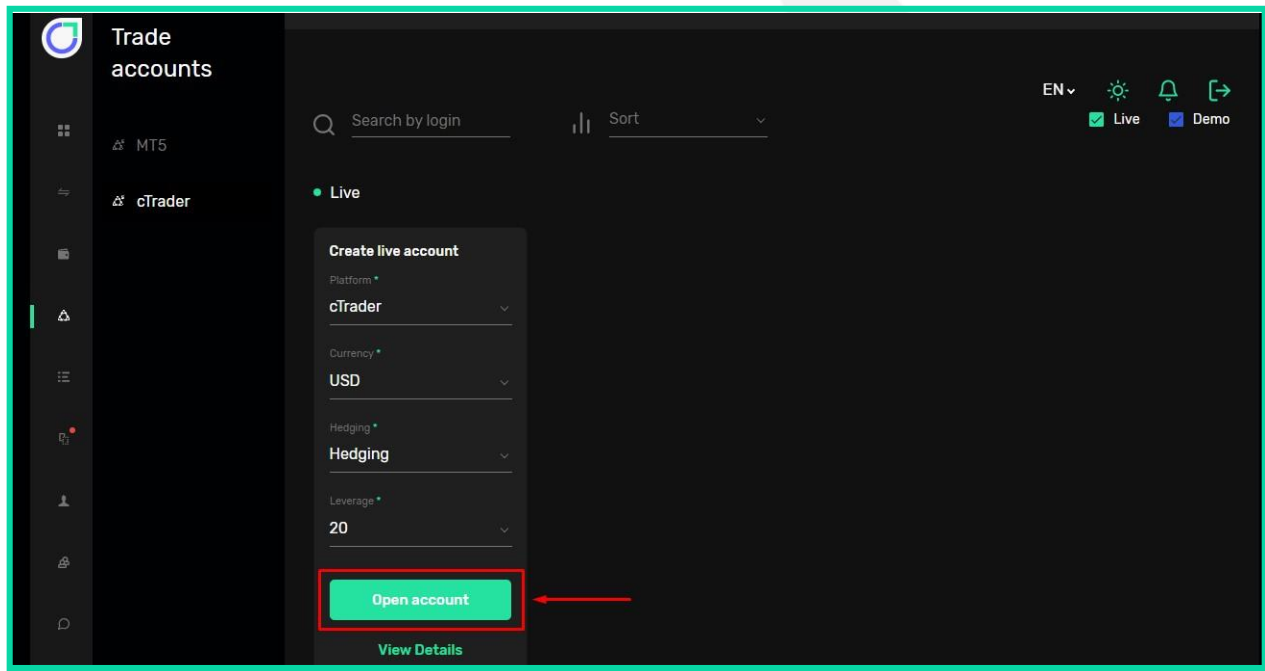 Trade
accounts
EN
Search by login
Sort
Live
Demo
MT5
cTrader
Live
Create live account
Platform *
cTrader
Currency *
USD
Hedging *
Hedging
Leverage *
20
Open account
View Details